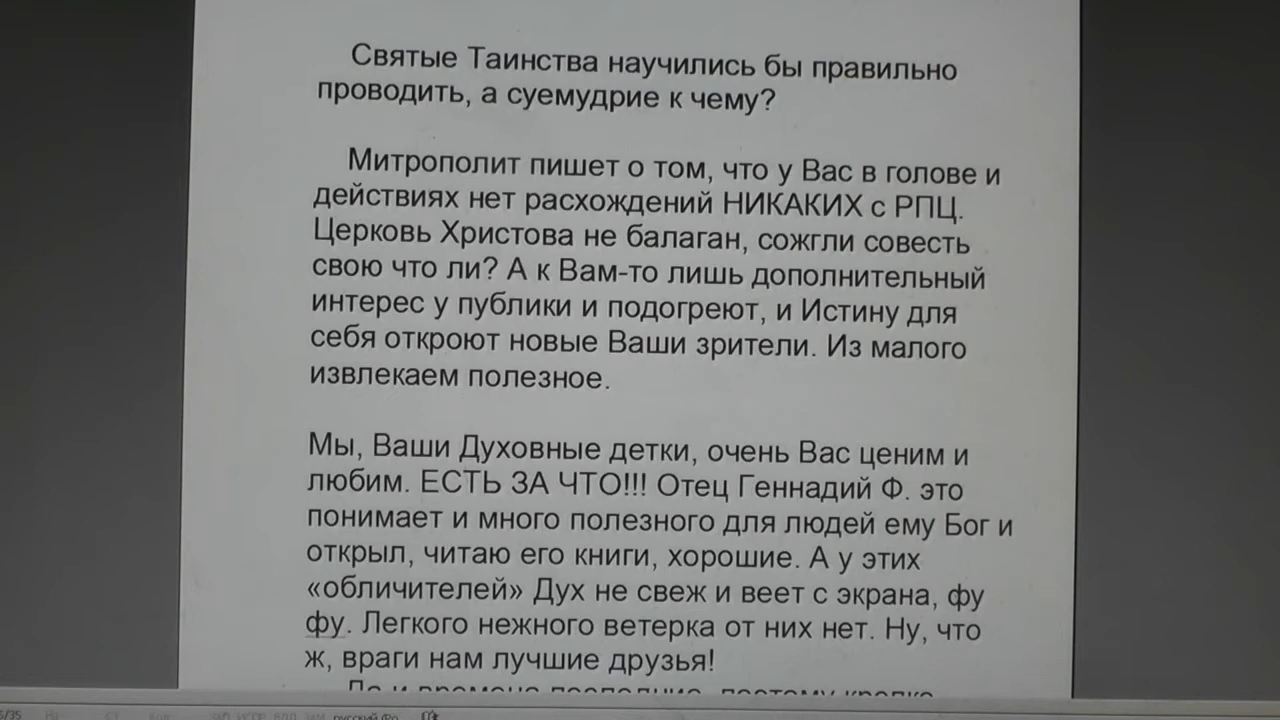 Святые Таинства научились бы правильно
проводить, а суемудрие к чему?
Митрополит пишет о том, что у Вас в голове и
действиях нет расхождений НИКАКИХ с РПЦ.
Церковь Христова не балаган, сожгли совесть
свою что ли? А к Вам-то лишь дополнительный
интерес у публики и подогреют, и Истину для
себя откроют новые Ваши зрители. Из малого
извлекаем полезное.
Мы, Ваши Духовные детки, очень Вас ценим и
любим. ЕСТЬ ЗА ЧТО!!! Отец Геннадий Ф. это
понимает и много полезного для людей ему Бог и
открыл, читаю его книги, хорошие. А у этих
«обличителей» Дух не свеж и веет с экрана, фу
фу. Легкого нежного ветерка от них нет. Ну, что
ж, враги нам лучшие друзья!